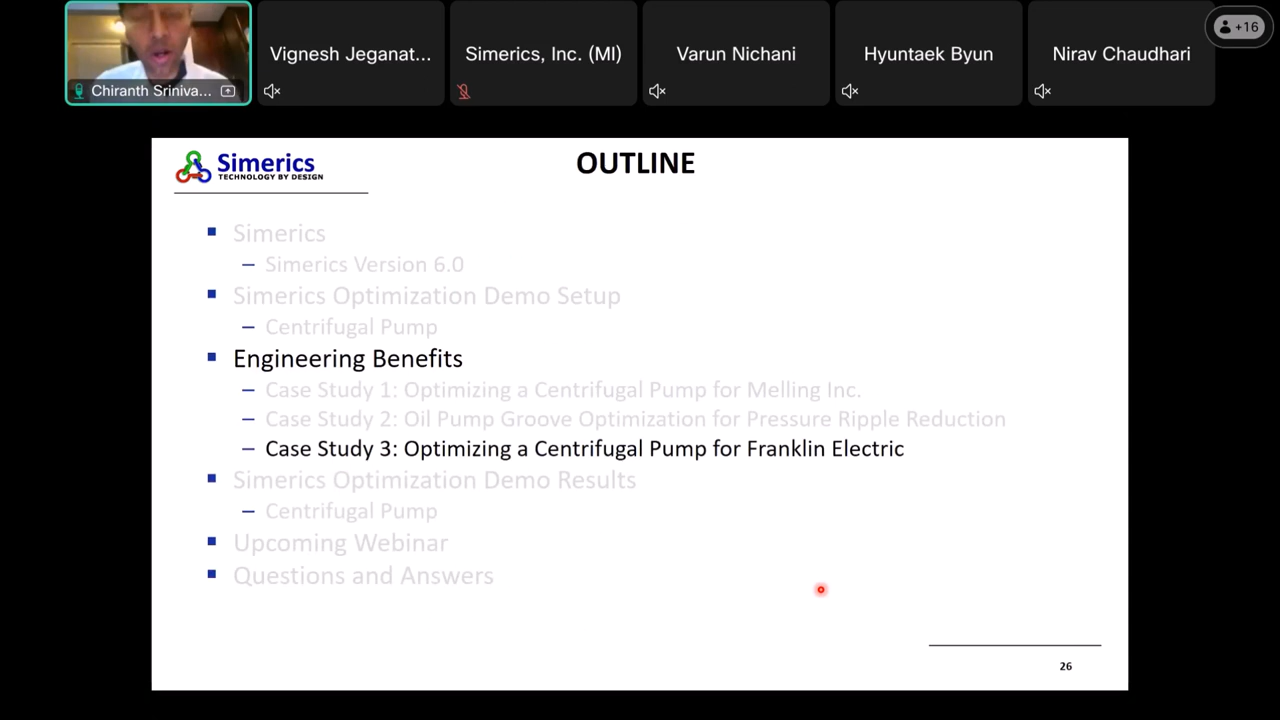 +16
Vignesh Jeganat...
Simerics, Inc. (MI)
Varun Nichani
Hyuntaek Byun
Nirav Chaudhari
Chiranth Sriniva...
Simerics
TECHNOLOGY BY DESIGN
OUTLINE
Simerics
– Simerics Version 6.0
Simerics Optimization Demo Setup
– Centrifugal Pump
Engineering Benefits
– Case Study 1: Optimizing a Centrifugal Pump for Melling Inc.
– Case Study 2: Oil Pump Groove Optimization for Pressure Ripple Reduction
– Case Study 3: Optimizing a Centrifugal Pump for Franklin Electric
Simerics Optimization Demo Results
– Centrifugal Pump
Upcoming Webinar
Questions and Answers
26